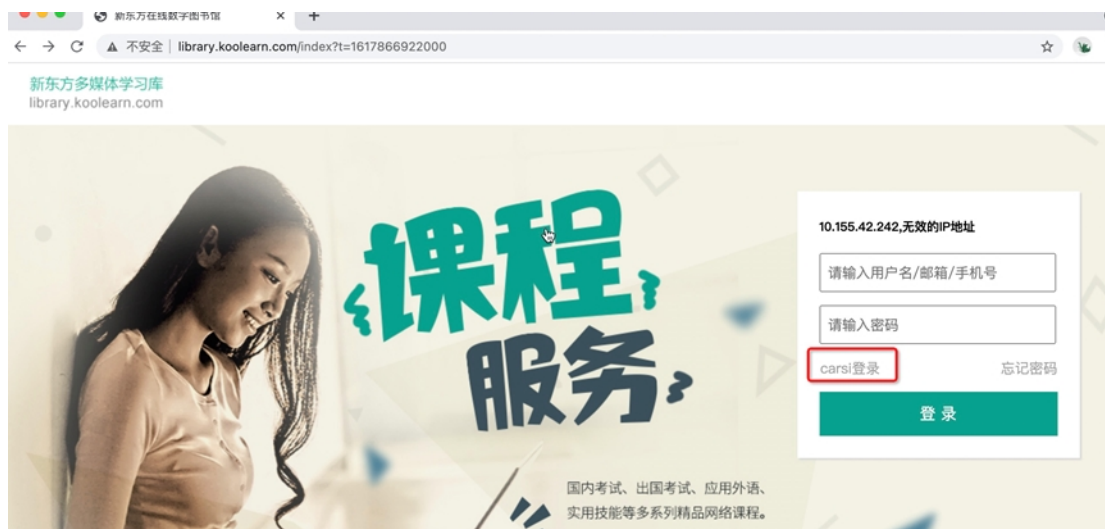 新东方在线数字图书馆
不安全 library.koolearn.com/index?t=1617866922000
新东方多媒体学习库
library.koolearn.com
课程
服务
国内考试、出国考试、应用外语、
实用技能等多系列精品网络课程。
10.155.42.242,无效的IP地址
请输入用户名/邮箱/手机号
请输入密码
carsi登录 忘记密码
登 录